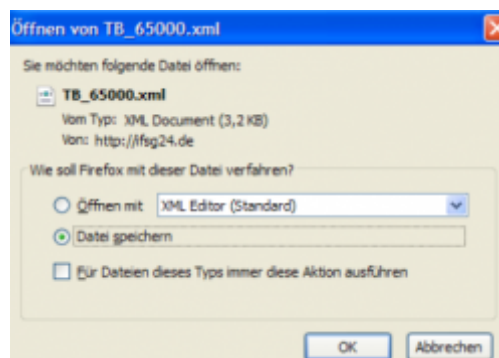 Öffnen von TB_65000.xml
Sie möchten folgende Datei öffnen:
TB_65000.xml
Vom Typ: XML Document (3,2 KB)
Von: http://ifsg24.de
Wie soll Firefox mit dieser Datei verfahren?
Öffnen mit XML Editor (Standard)
Datei speichern
Für Dateien dieses Typs immer diese Aktion ausführen
OK Abbrechen